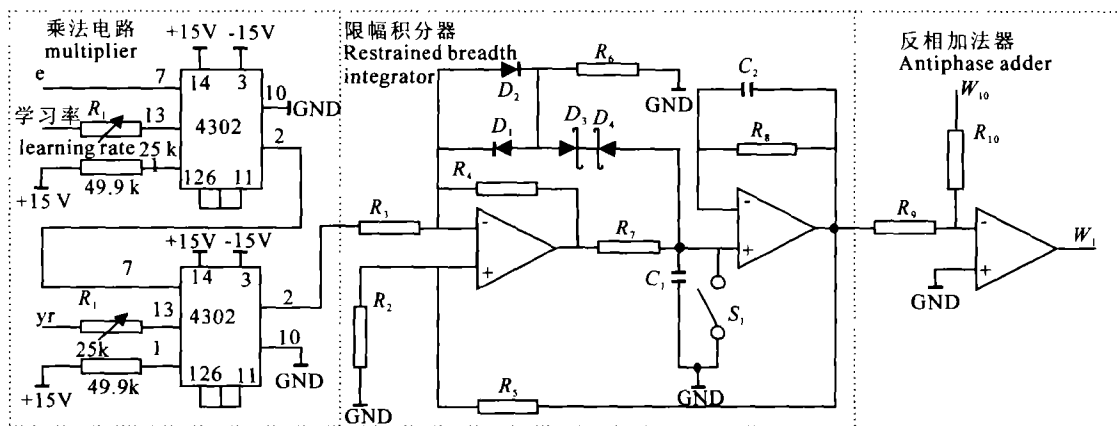 乘法电路
multiplier
+15V -15V
e
7
14
3
10
GND
学习率
R₁
13
4302
2
learning rate
25 k
1
49.9 k
126
11
+15 V
+15V -15V
7
14
3
2
R₁
13
4302
yr
10
25k
1
GND
49.9k
126
11
+15V
限幅积分器
Restrained breadth
integrator
D₂
R₆
GND
D₁
D₃
D₄
R₄
R₃
-
+
R₇
R₂
C₁
S₁
GND
GND
R₅
C₂
R₈
-
+
反相加法器
Antiphase adder
W₁₀
R₁₀
R₉
-
+
W₁
GND